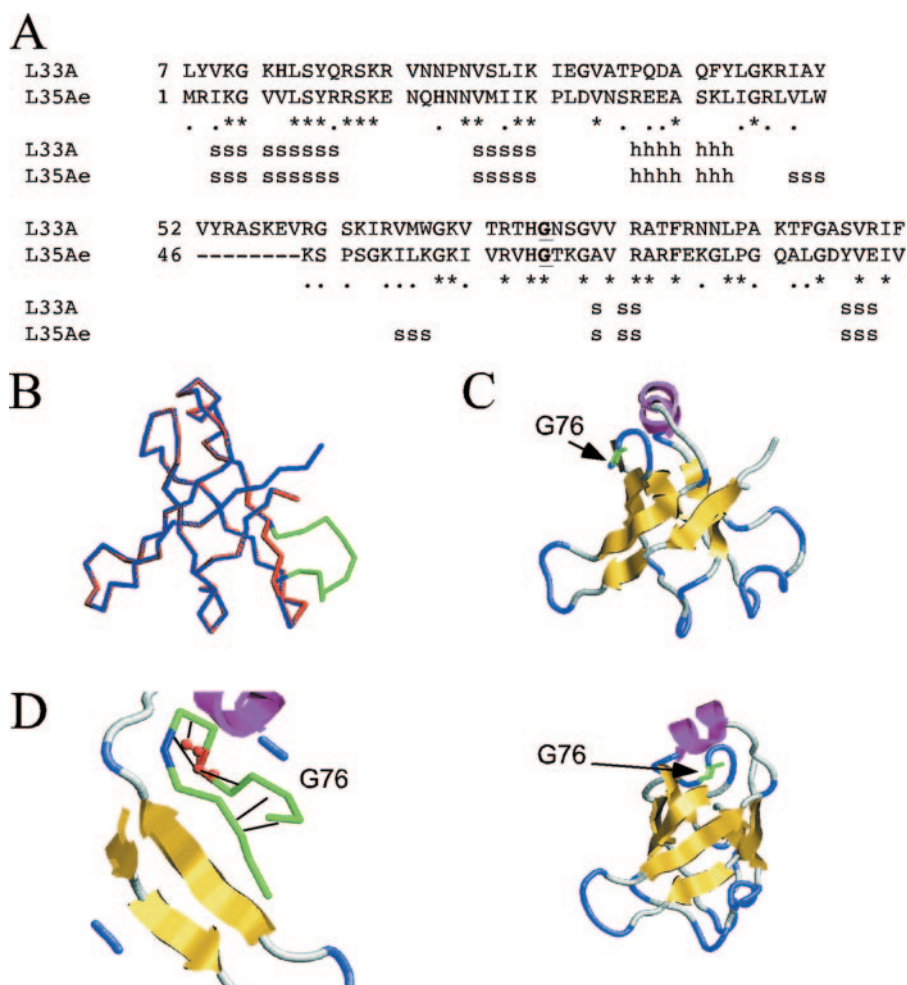 A
L33A 7 LYVKG KHLSYQRSKR VNNPNVSLIK IEGVATPQDA QFYLGKRIAY
L35Ae 1 MRIKG VVLSYRRSKE NQHNNVMIIK PLDVNSREEA SKLIGRLVLW
. .** ***.*** . ** .** * . ..* .*. .
L33A sss ssssss sssss hhhh hhh
L35Ae sss ssssss sssss hhhh hhh sss
L33A 52 VYRASKEVRG SKIRVMWGKV TRTHGNSGVV RATFRNNLPA KTFGASVRIF
L35Ae 46 --------KS PSGKILKGKI VRVHGTKGAV RARFEKGLPG QALGDYVEIV
.. . ...**. * ** * * ** * .** ..* * *
L33A s ss sss
L35Ae sss s ss sss
B
C
G76
D
G76
G76